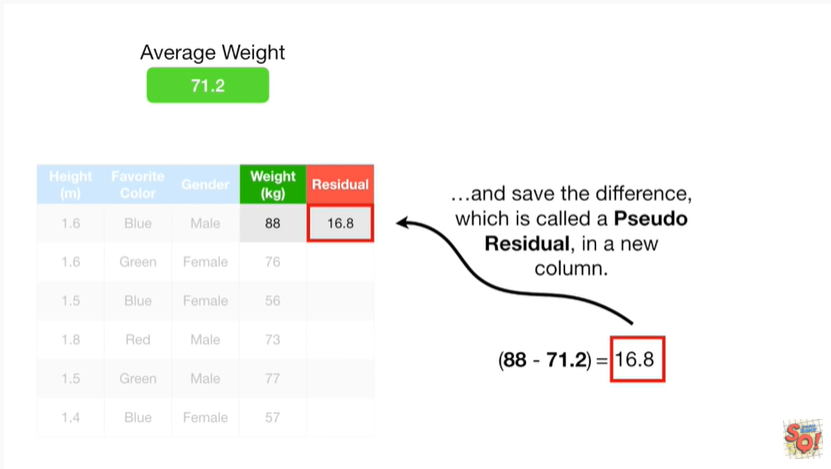 Average Weight
71.2
Height (m) Favorite Color Gender Weight (kg) Residual
1.6 Blue Male 88 16.8
1.6 Green Female 76
1.5 Blue Female 56
1.8 Red Male 73
1.5 Green Male 77
1.4 Blue Female 57
…and save the difference,
which is called a Pseudo
Residual, in a new
column.
(88 - 71.2) = 16.8
SQ!